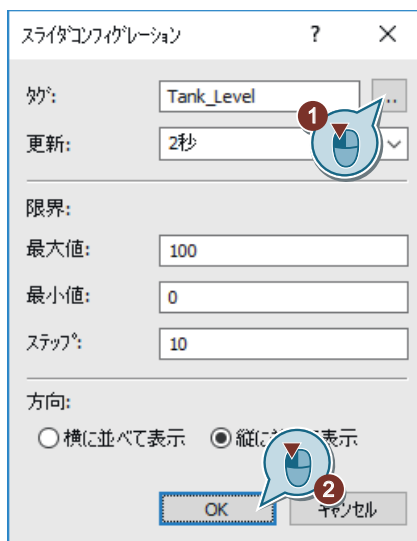 スライダコンフィグレーション ? ×
タグ: Tank_Level ..
1
更新: 2秒
限界:
最大値: 100
最小値: 0
ステップ: 10
方向:
横に並べて表示 縦に 表示
2
OK キャンセル